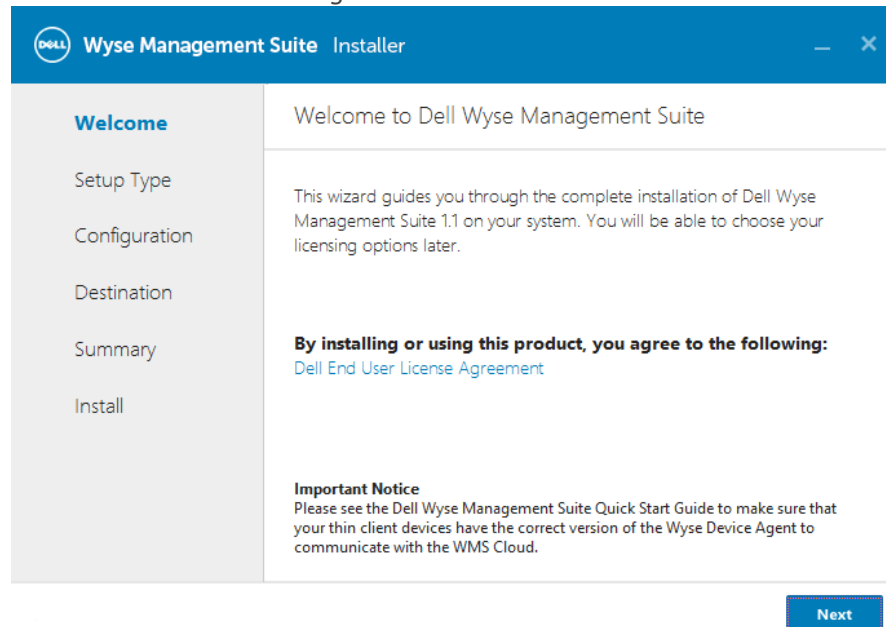 DELL Wyse Management Suite Installer
Welcome
Setup Type
Configuration
Destination
Summary
Install
Welcome to Dell Wyse Management Suite
This wizard guides you through the complete installation of Dell Wyse
Management Suite 1.1 on your system. You will be able to choose your
licensing options later.
By installing or using this product, you agree to the following:
Dell End User License Agreement
Important Notice
Please see the Dell Wyse Management Suite Quick Start Guide to make sure that
your thin client devices have the correct version of the Wyse Device Agent to
communicate with the WMS Cloud.
Next